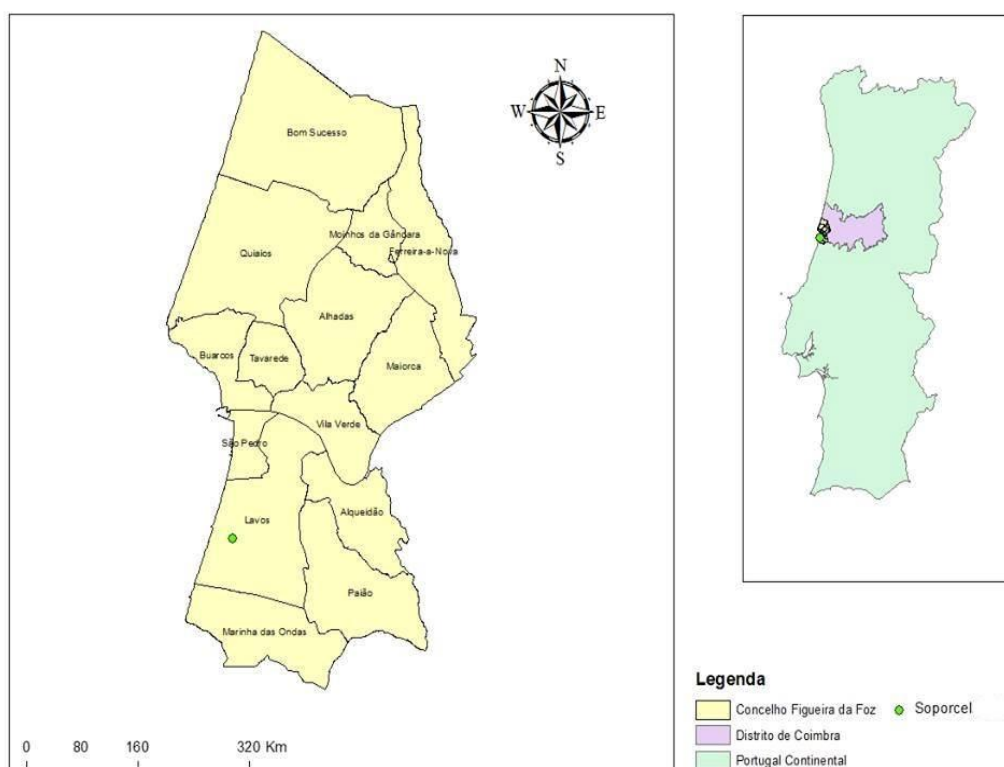 N
W
E
S
Bom Sucesso
Moinhos da Gândara
Ferreira-a-Nova
Quiaios
Alhadas
Buarcos
Tavarede
Maiorca
Vila Verde
São Pedro
Alqueidão
Lavos
Paião
Marinha das Ondas
0 80 160 320 Km
Legenda
Concelho Figueira da Foz
Soporcel
Distrito de Coimbra
Portugal Continental